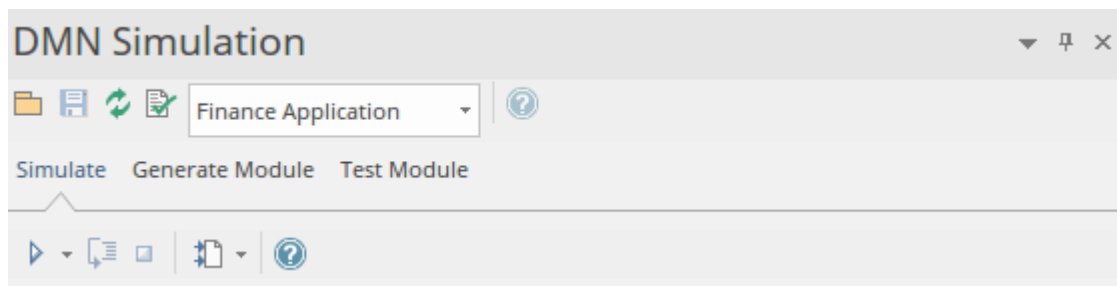 DMN Simulation
Finance Application
Simulate Generate Module Test Module